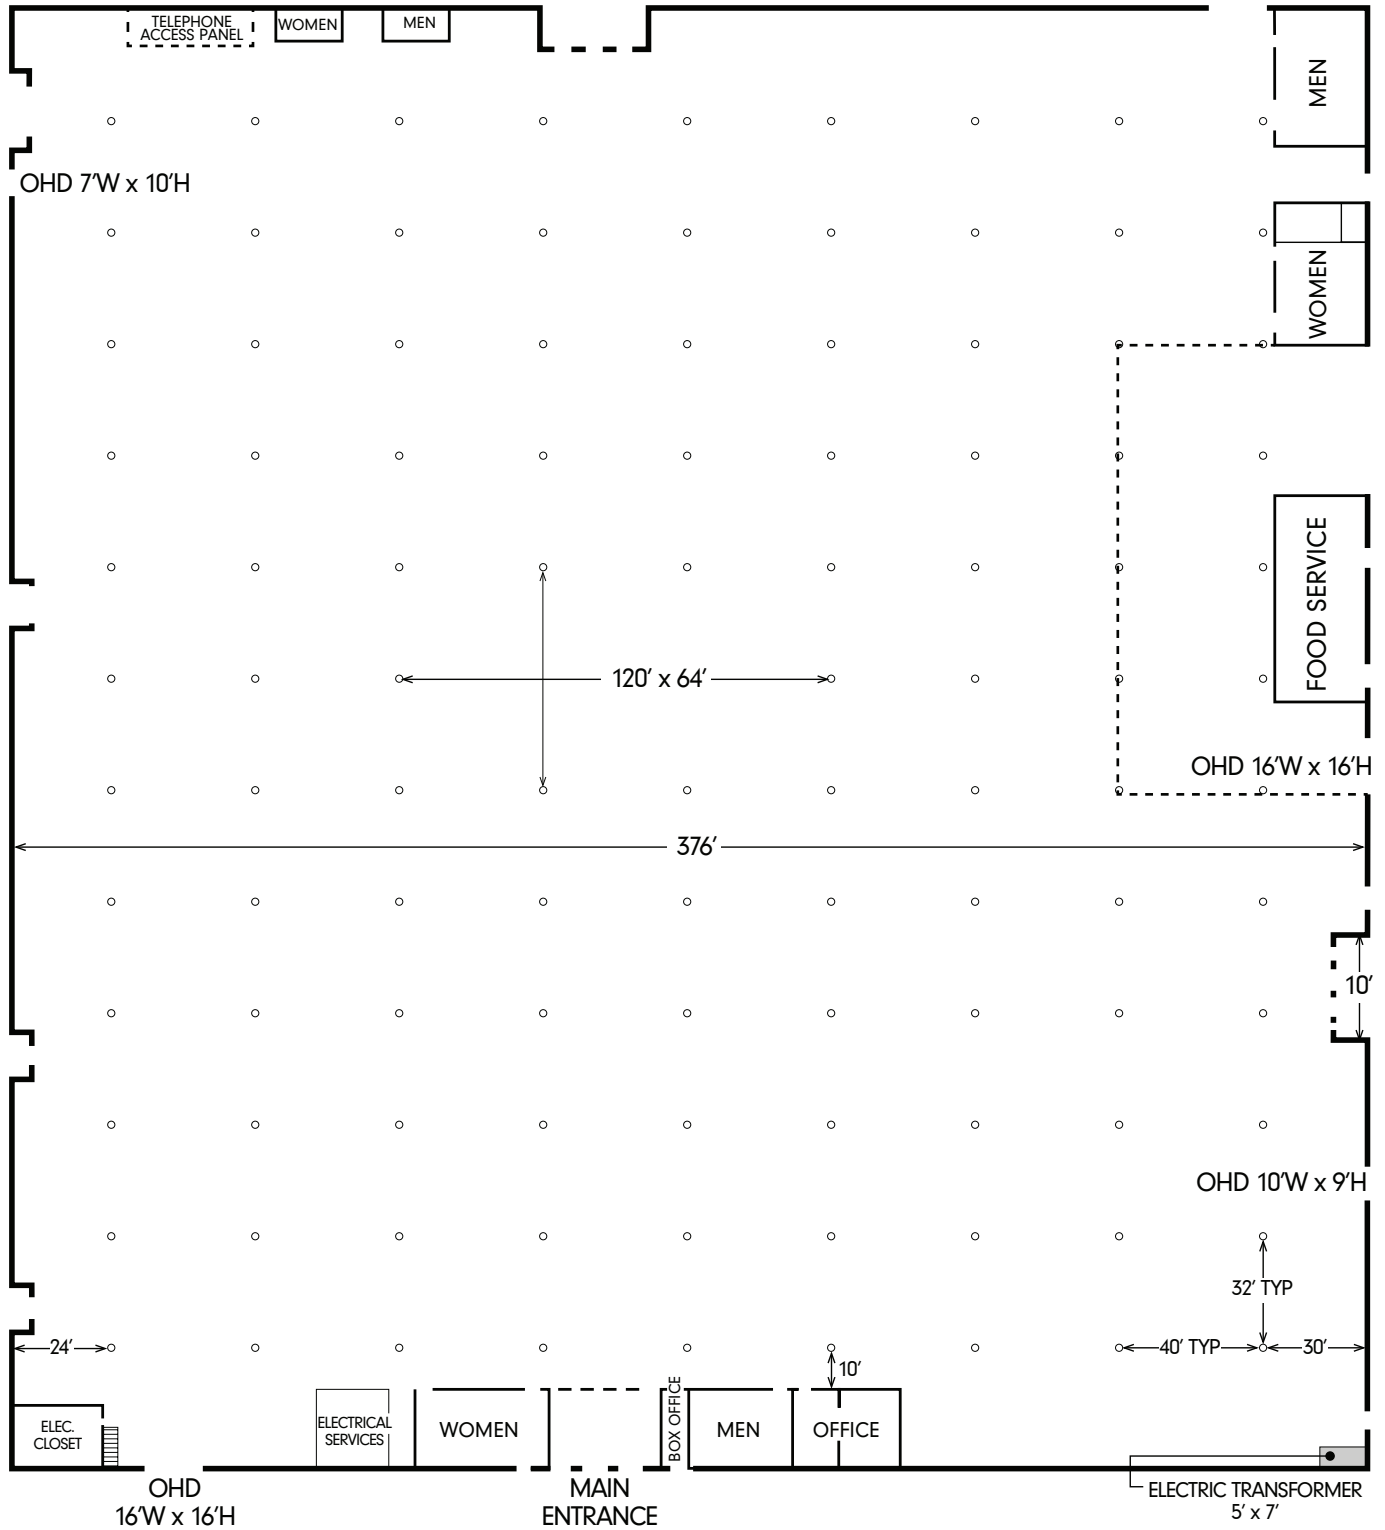 TELEPHONE
ACCESS PANEL
WOMEN
MEN
MEN
OHD 7'W x 10'H
WOMEN
FOOD SERVICE
120' x 64'
OHD 16'W x 16'H
376'
10'
OHD 10'W x 9'H
32' TYP
24'
40' TYP
30'
10'
ELEC.
CLOSET
ELECTRICAL
SERVICES
WOMEN
BOX OFFICE
MEN
OFFICE
OHD
16'W x 16'H
MAIN
ENTRANCE
ELECTRIC TRANSFORMER
5' x 7'